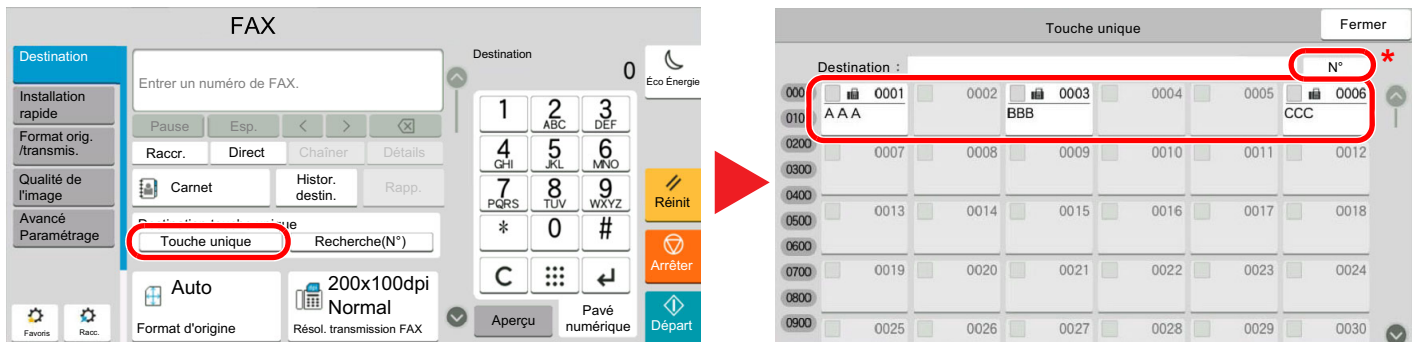 FAX
Destination
Installation
rapide
Format orig.
/transmis.
Qualité de
l'image
Avancé
Paramétrage
Favoris
Racc.
Entrer un numéro de FAX.
Pause Esp. < >
Raccr. Direct Chaîner Détails
Carnet
Histor.
destin.
Rapp.
Touche unique Recherche(N°)
Auto
Format d'origine
200x100dpi
Normal
Résol. transmission FAX
Destination
0
1 2 3
ABC DEF
4 5 6
GHI JKL MNO
7 8 9
PQRS TUV WXYZ
* 0 #
C
Aperçu
Pavé
numérique
Éco Énergie
Réinit
Arrêter
Départ
Touche unique
Fermer
Destination :
N° *
0001 0002 0003 0004 0005 0006
A A A BBB CCC
0100
0200
0007 0008 0009 0010 0011 0012
0300
0400
0013 0014 0015 0016 0017 0018
0500
0600
0700
0019 0020 0021 0022 0023 0024
0800
0900
0025 0026 0027 0028 0029 0030